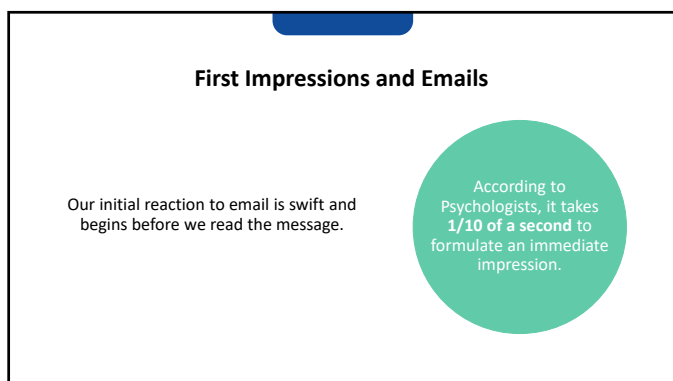 First Impressions and Emails
Our initial reaction to email is swift and
begins before we read the message.
According to
Psychologists, it takes
1/10 of a second to
formulate an immediate
impression.